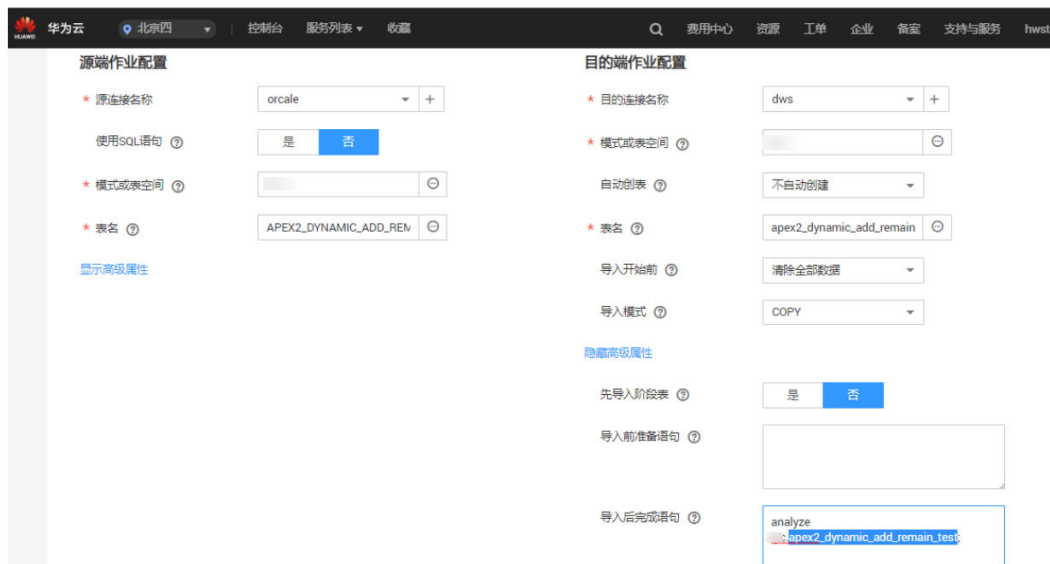 HUAWEI 华为云 北京四 控制台 服务列表 收藏 费用中心 资源 工单 企业 备案 支持与服务 hwst
源端作业配置
* 源连接名称 orcale +
使用SQL语句 ? 是 否
* 模式或表空间 ?
* 表名 ? APEX2_DYNAMIC_ADD_REM
显示高级属性
目的端作业配置
* 目的连接名称 dws +
* 模式或表空间 ?
自动创表 ? 不自动创建
* 表名 ? apex2_dynamic_add_remain
导入开始前 ? 清除全部数据
导入模式 ? COPY
隐藏高级属性
先导入阶段表 ? 是 否
导入前准备语句 ?
导入后完成语句 ? analyze
apex2_dynamic_add_remain_test;